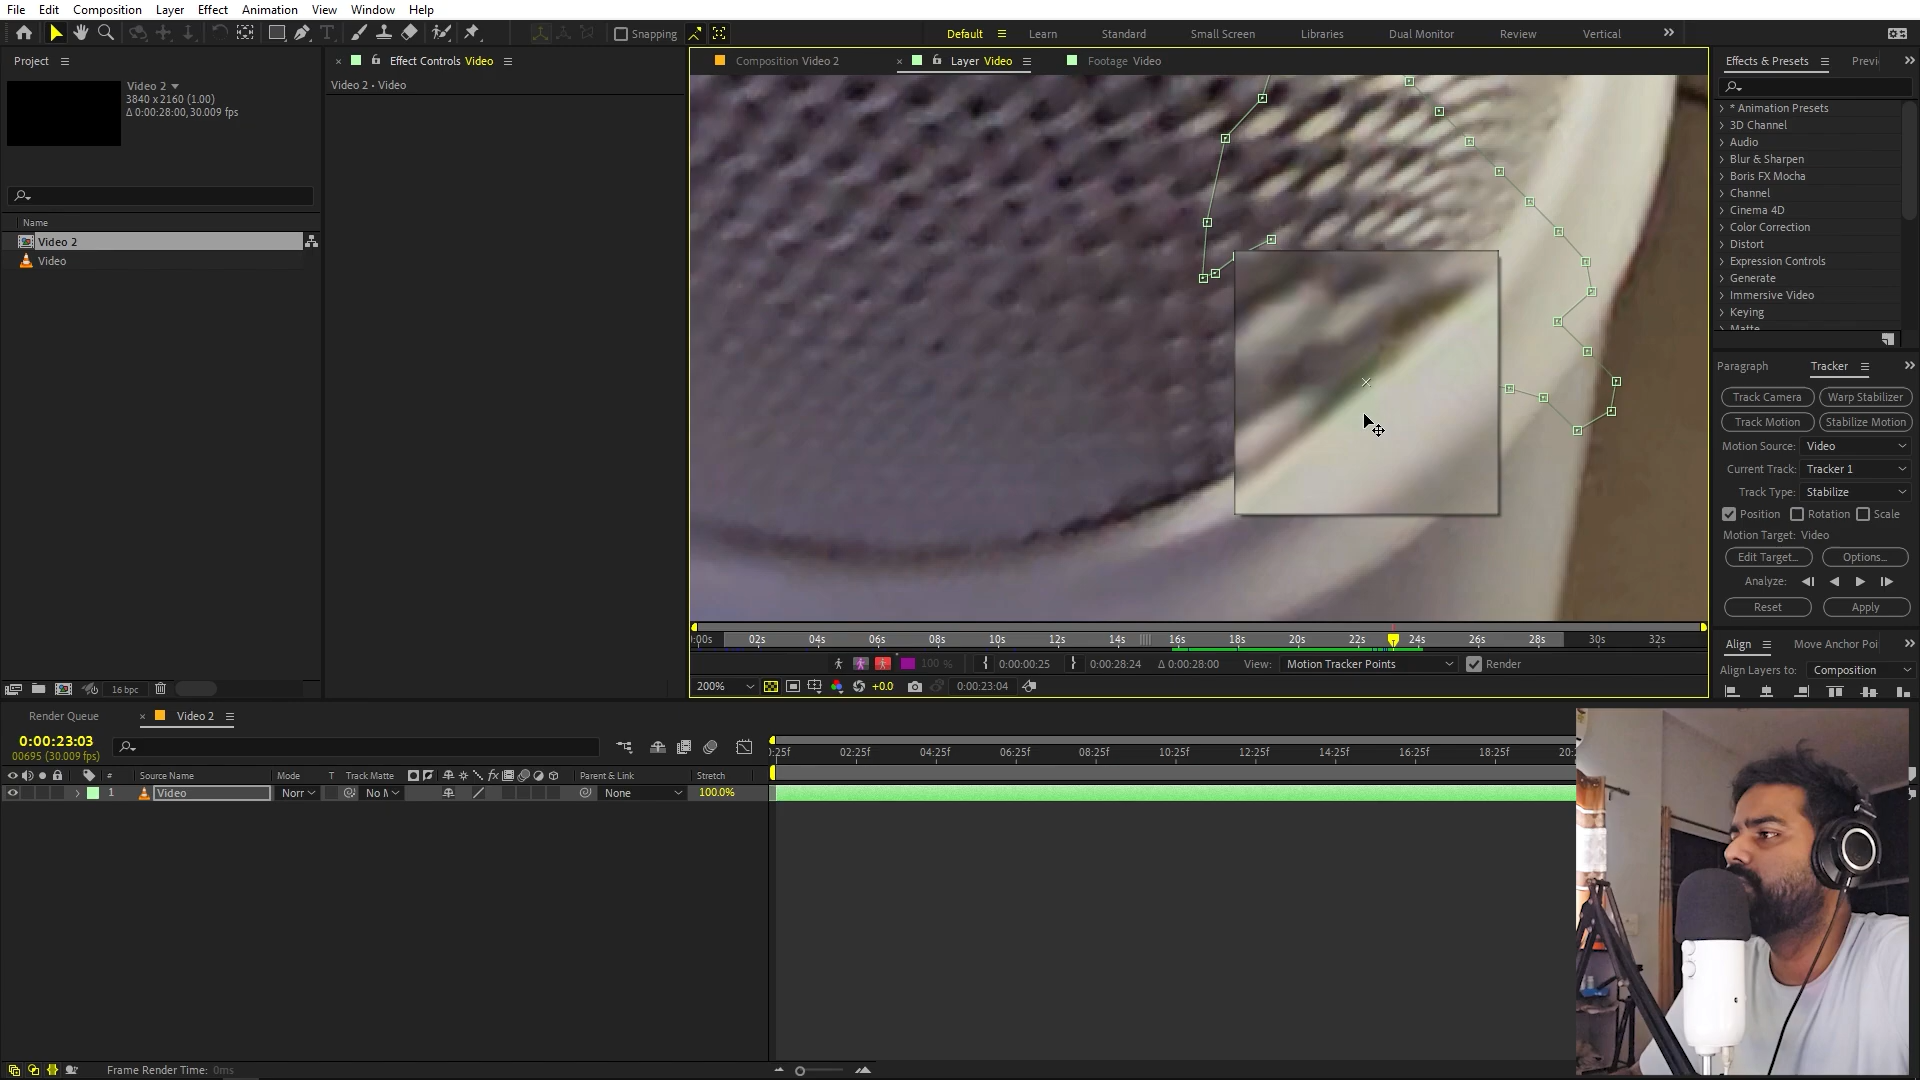 File Edit Composition Layer Effect Animation View Window Help
Snapping
Default Learn Standard Small Screen Libraries Dual Monitor Review Vertical
Project
Effect Controls Video
Composition Video 2
Layer Video
Footage Video
Effects & Presets
Video 2 • Video
Video 2
3840 x 2160 (1.00)
Δ 0:00:28:00, 30.009 fps
Name
Video 2
Video
* Animation Presets
3D Channel
Audio
Blur & Sharpen
Boris FX Mocha
Channel
Cinema 4D
Color Correction
Distort
Expression Controls
Generate
Immersive Video
Keying
Matte
Paragraph Tracker
Track Camera Warp Stabilizer
Track Motion Stabilize Motion
Motion Source: Video
Current Track: Tracker 1
Track Type: Stabilize
Position Rotation Scale
Motion Target: Video
Edit Target... Options...
Analyze:
Reset Apply
Align
Align Layers to: Composition
02s 04s 06s 08s 10s 12s 14s 16s 18s 20s 22s 24s 26s 28s 30s 32s
100 % 0:00:00:25 0:00:28:24 Δ 0:00:28:00 View: Motion Tracker Points Render
200% +0.0 0:00:23:04
16 bpc
Render Queue Video 2
0:00:23:03
00695 (30.009 fps)
02:25f 04:25f 06:25f 08:25f 10:25f 12:25f 14:25f 16:25f 18:25f
# Source Name Mode T Track Matte fx Parent & Link Stretch
1 Video None 100.0%
Frame Render Time: 0ms